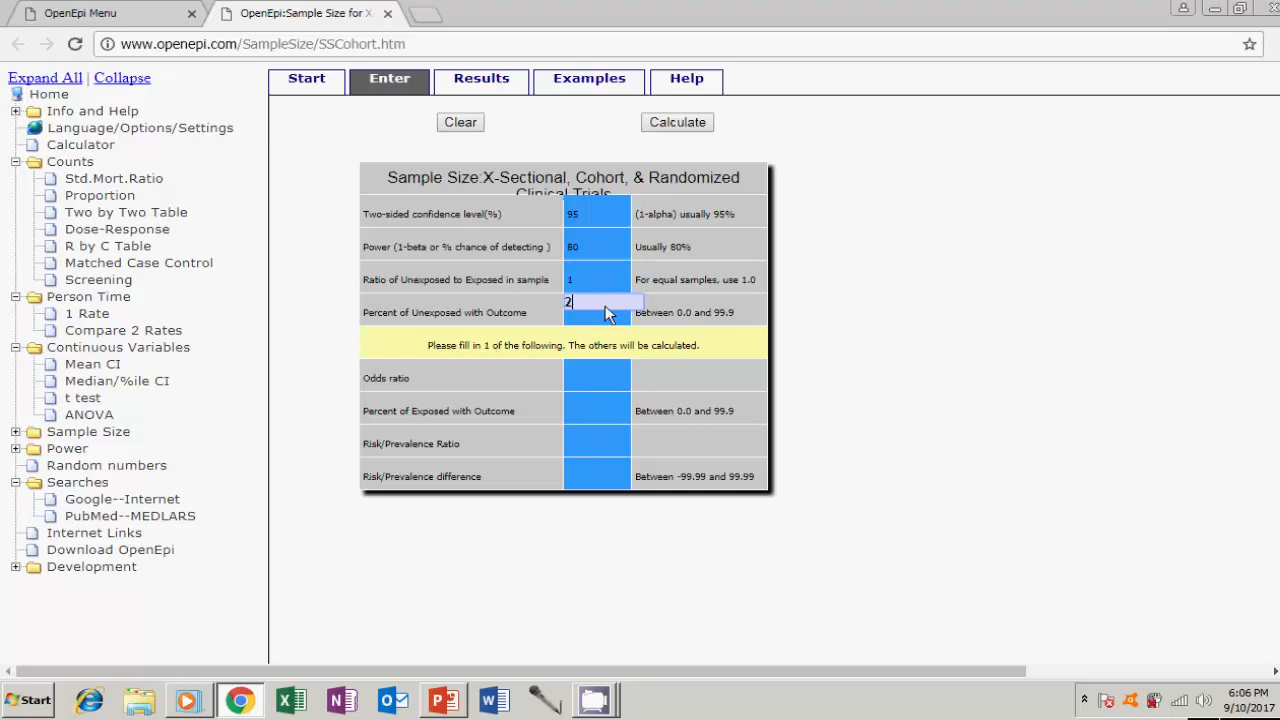 OpenEpi Menu
OpenEpi:Sample Size for X
www.openepi.com/SampleSize/SSCohort.htm
Expand All | Collapse
Home
Info and Help
Language/Options/Settings
Calculator
Counts
Std.Mort.Ratio
Proportion
Two by Two Table
Dose-Response
R by C Table
Matched Case Control
Screening
Person Time
1 Rate
Compare 2 Rates
Continuous Variables
Mean CI
Median/%ile CI
t test
ANOVA
Sample Size
Power
Random numbers
Searches
Google--Internet
PubMed--MEDLARS
Internet Links
Download OpenEpi
Development
Start Enter Results Examples Help
Clear Calculate
Sample Size:X-Sectional, Cohort, & Randomized
Clinical Trials
Two-sided confidence level(%) 95 (1-alpha) usually 95%
Power (1-beta or % chance of detecting ) 80 Usually 80%
Ratio of Unexposed to Exposed in sample 1 For equal samples, use 1.0
2
Percent of Unexposed with Outcome Between 0.0 and 99.9
Please fill in 1 of the following. The others will be calculated.
Odds ratio
Percent of Exposed with Outcome Between 0.0 and 99.9
Risk/Prevalence Ratio
Risk/Prevalence difference Between -99.99 and 99.99
Start
6:06 PM
9/10/2017